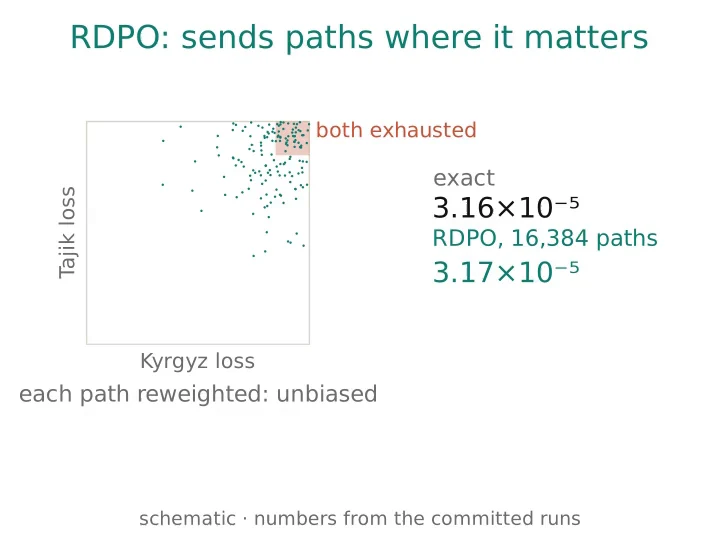 RDPO: sends paths where it matters
both exhausted
exact
3.16×10⁻⁵
RDPO, 16,384 paths
3.17×10⁻⁵
Tajik loss
Kyrgyz loss
each path reweighted: unbiased
schematic · numbers from the committed runs